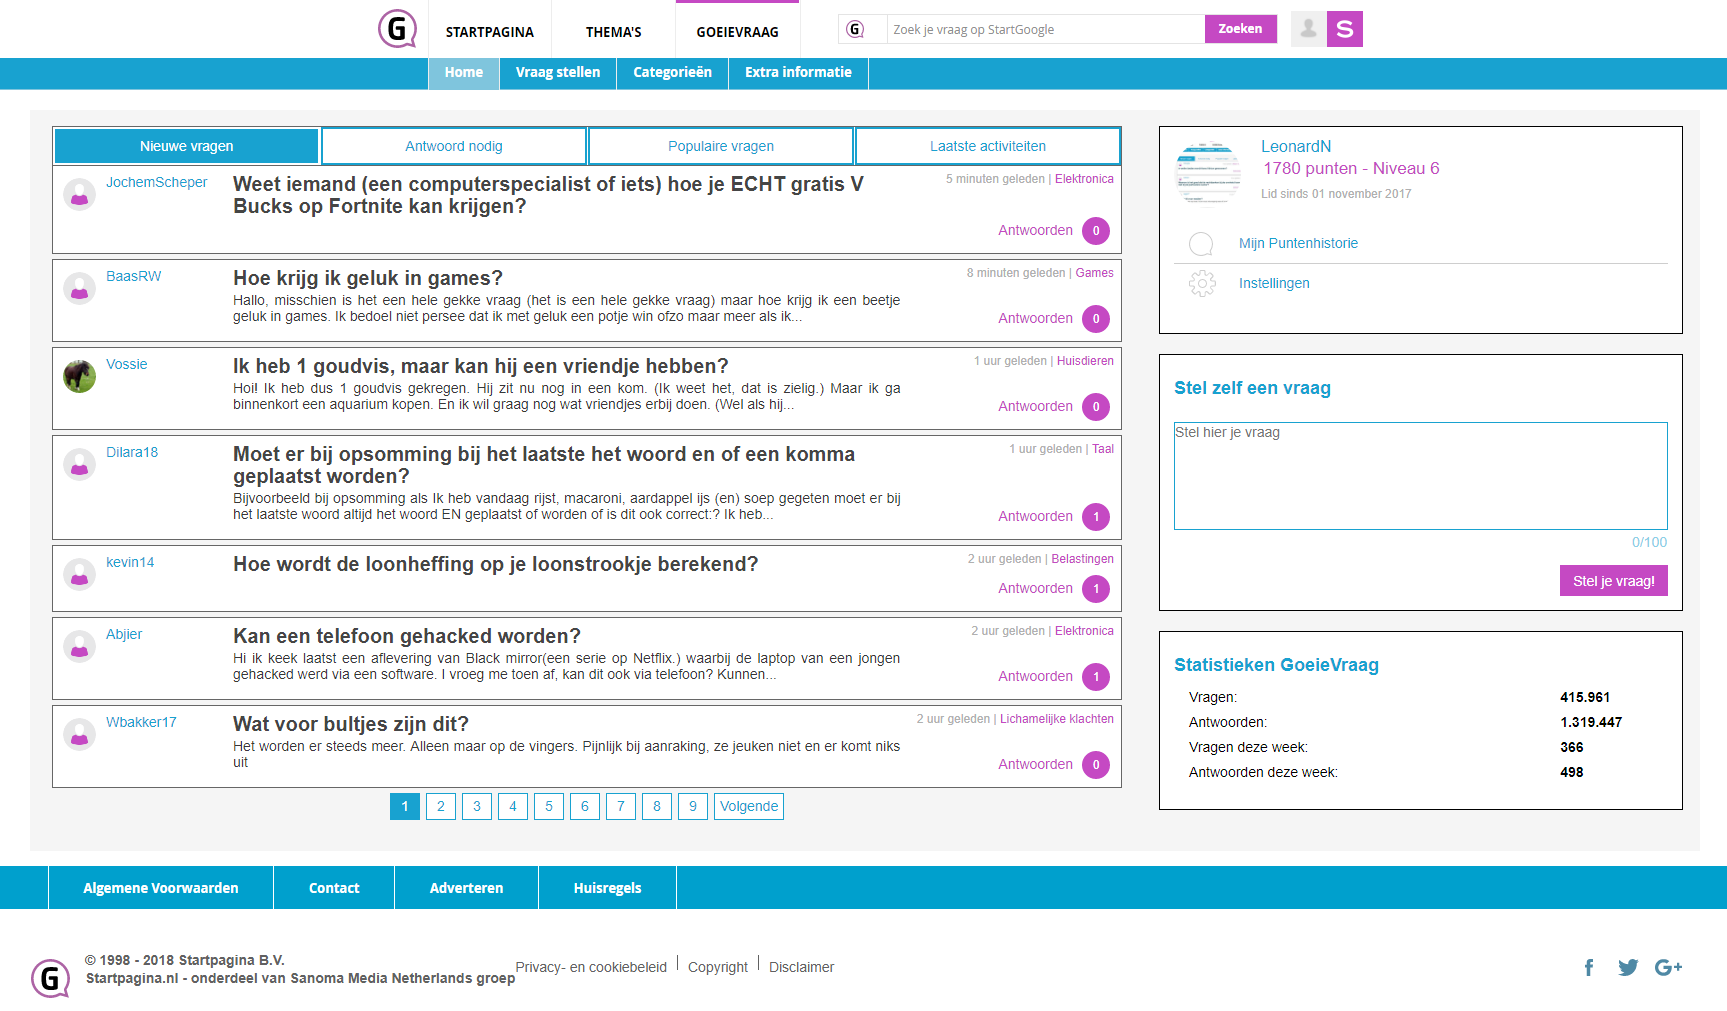 G STARTPAGINA THEMA'S GOEIEVRAAG G Zoek je vraag op StartGoogle Zoeken S
Home Vraag stellen Categorieën Extra informatie
Nieuwe vragen Antwoord nodig Populaire vragen Laatste activiteiten
JochemScheper
Weet iemand (een computerspecialist of iets) hoe je ECHT gratis V
Bucks op Fortnite kan krijgen?
5 minuten geleden | Elektronica
Antwoorden 0
BaasRW
Hoe krijg ik geluk in games?
Hallo, misschien is het een hele gekke vraag (het is een hele gekke vraag) maar hoe krijg ik een beetje
geluk in games. Ik bedoel niet persee dat ik met geluk een potje win ofzo maar meer als ik...
8 minuten geleden | Games
Antwoorden 0
Vossie
Ik heb 1 goudvis, maar kan hij een vriendje hebben?
Hoi! Ik heb dus 1 goudvis gekregen. Hij zit nu nog in een kom. (Ik weet het, dat is zielig.) Maar ik ga
binnenkort een aquarium kopen. En ik wil graag nog wat vriendjes erbij doen. (Wel als hij...
1 uur geleden | Huisdieren
Antwoorden 0
Dilara18
Moet er bij opsomming bij het laatste het woord en of een komma
geplaatst worden?
Bijvoorbeeld bij opsomming als Ik heb vandaag rijst, macaroni, aardappel ijs (en) soep gegeten moet er bij
het laatste woord altijd het woord EN geplaatst of worden of is dit ook correct:? Ik heb...
1 uur geleden | Taal
Antwoorden 1
kevin14
Hoe wordt de loonheffing op je loonstrookje berekend?
2 uur geleden | Belastingen
Antwoorden 1
Abjier
Kan een telefoon gehacked worden?
Hi ik keek laatst een aflevering van Black mirror(een serie op Netflix.) waarbij de laptop van een jongen
gehacked werd via een software. I vroeg me toen af, kan dit ook via telefoon? Kunnen...
2 uur geleden | Elektronica
Antwoorden 1
Wbakker17
Wat voor bultjes zijn dit?
Het worden er steeds meer. Alleen maar op de vingers. Pijnlijk bij aanraking, ze jeuken niet en er komt niks
uit
2 uur geleden | Lichamelijke klachten
Antwoorden 0
1 2 3 4 5 6 7 8 9 Volgende
LeonardN
1780 punten - Niveau 6
Lid sinds 01 november 2017
Mijn Puntenhistorie
Instellingen
Stel zelf een vraag
Stel hier je vraag
0/100
Stel je vraag!
Statistieken GoeieVraag
Vragen: 415.961
Antwoorden: 1.319.447
Vragen deze week: 366
Antwoorden deze week: 498
Algemene Voorwaarden Contact Adverteren Huisregels
G
© 1998 - 2018 Startpagina B.V.
Startpagina.nl - onderdeel van Sanoma Media Netherlands groep
Privacy- en cookiebeleid | Copyright | Disclaimer
f G+